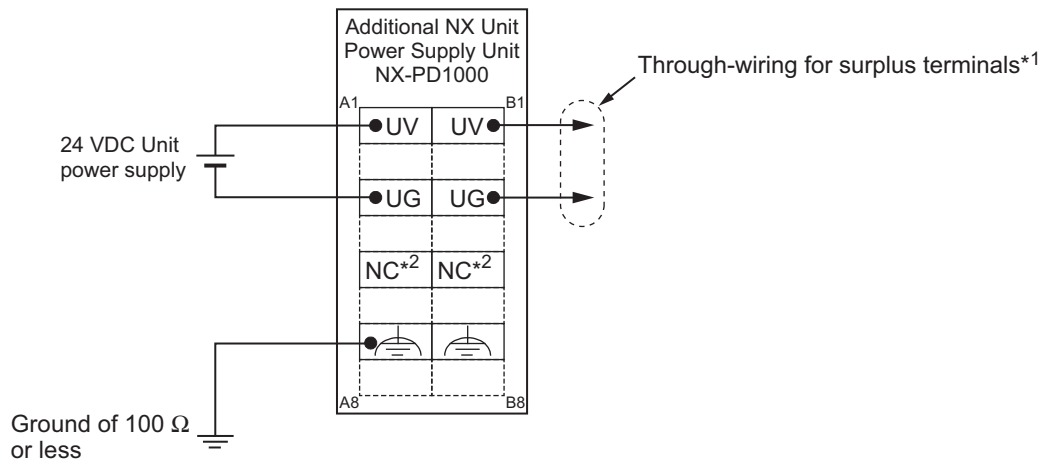 Additional NX Unit
Power Supply Unit
NX-PD1000
Through-wiring for surplus terminals*1
A1 B1
UV UV
24 VDC Unit
power supply
UG UG
NC*2 NC*2
A8 B8
Ground of 100 Ω
or less